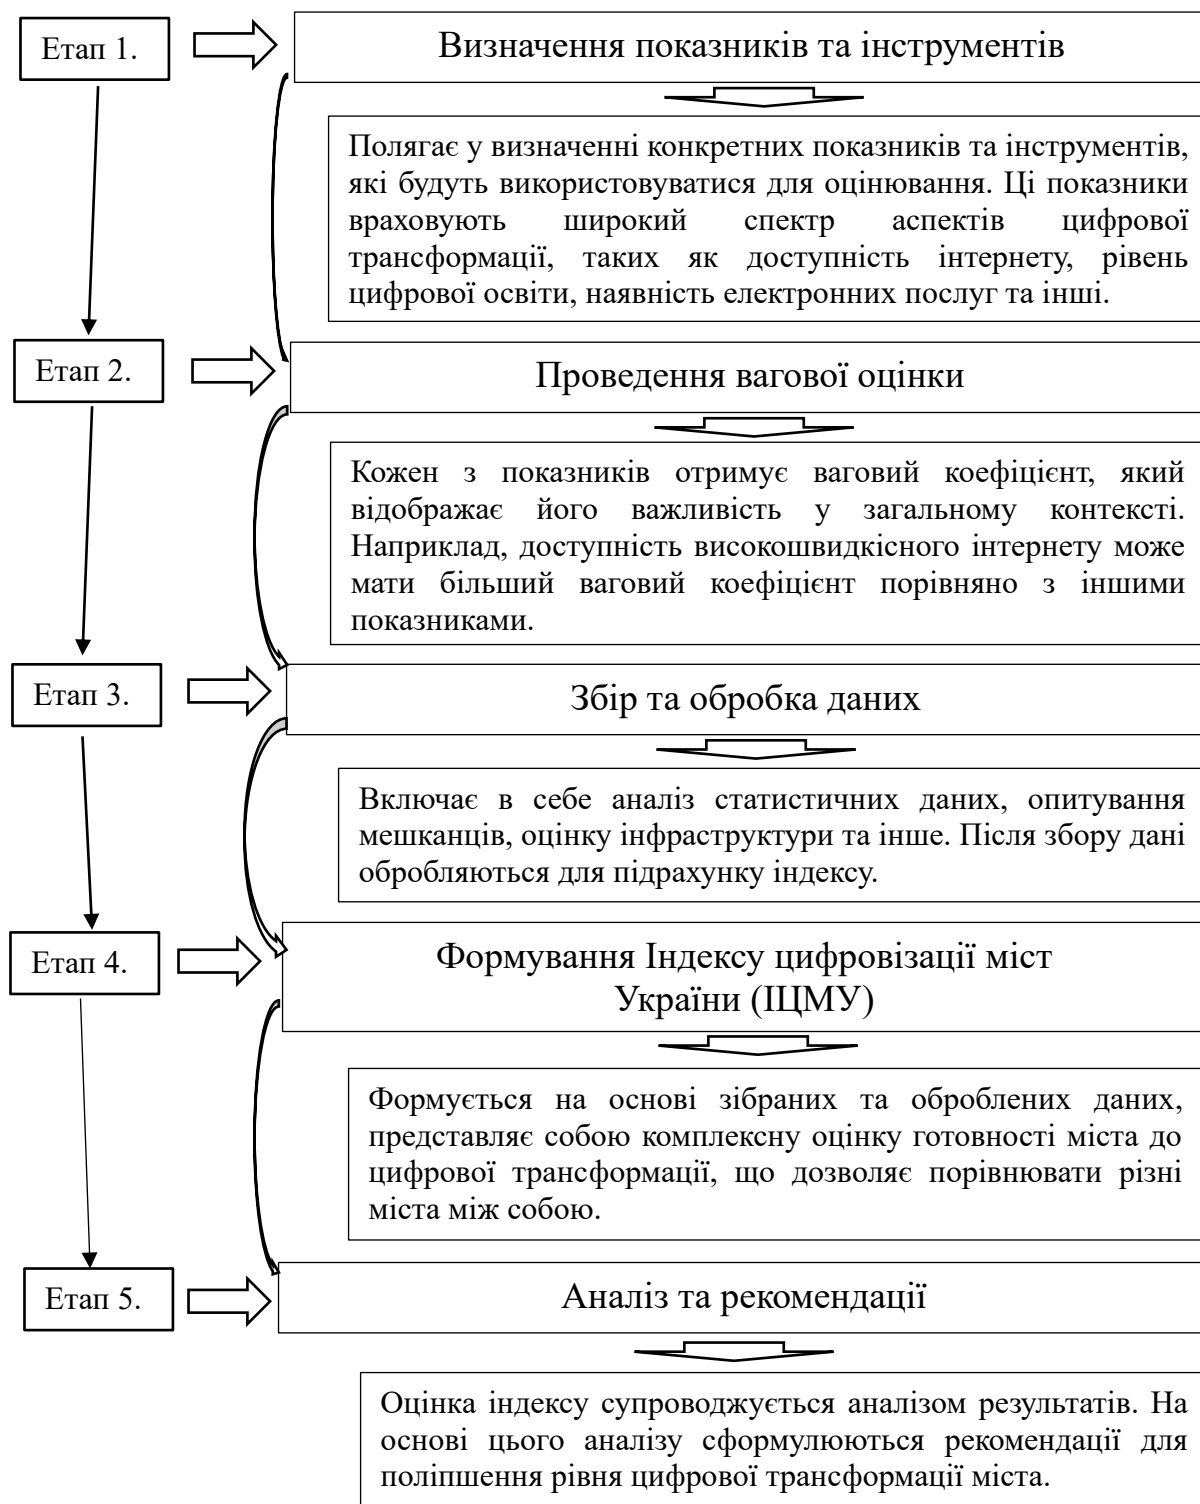 Етап 1.
Визначення показників та інструментів
Полягає у визначенні конкретних показників та інструментів,
які будуть використовуватися для оцінювання. Ці показники
враховують широкий спектр аспектів цифрової
трансформації, таких як доступність інтернету, рівень
цифрової освіти, наявність електронних послуг та інші.
Етап 2.
Проведення вагової оцінки
Кожен з показників отримує ваговий коефіцієнт, який
відображає його важливість у загальному контексті.
Наприклад, доступність високошвидкісного інтернету може
мати більший ваговий коефіцієнт порівняно з іншими
показниками.
Етап 3.
Збір та обробка даних
Включає в себе аналіз статистичних даних, опитування
мешканців, оцінку інфраструктури та інше. Після збору дані
обробляються для підрахунку індексу.
Етап 4.
Формування Індексу цифровізації міст
України (ІЦМУ)
Формується на основі зібраних та оброблених даних,
представляє собою комплексну оцінку готовності міста до
цифрової трансформації, що дозволяє порівнювати різні
міста між собою.
Етап 5.
Аналіз та рекомендації
Оцінка індексу супроводжується аналізом результатів. На
основі цього аналізу сформулюються рекомендації для
поліпшення рівня цифрової трансформації міста.